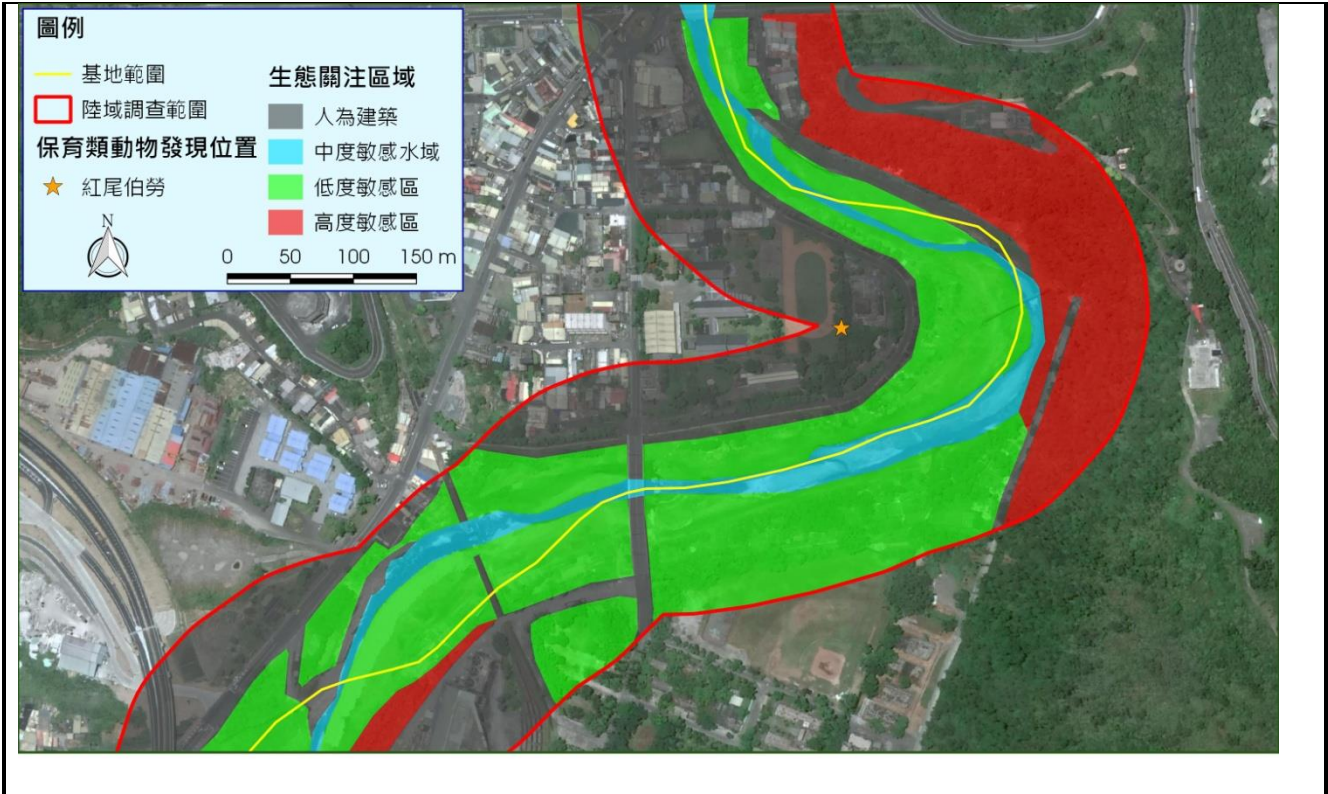 圖例
基地範圍
陸域調查範圍
保育類動物發現位置
紅尾伯勞
N
生態關注區域
人為建築
中度敏感水域
低度敏感區
高度敏感區
0 50 100 150 m